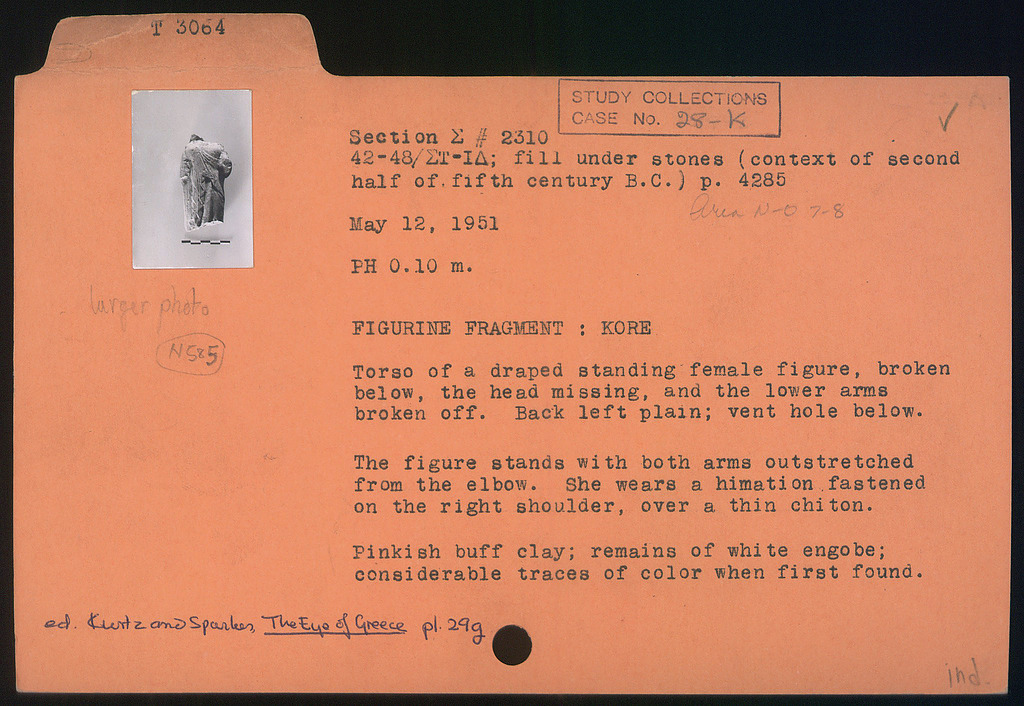 T 3064
STUDY COLLECTIONS
CASE No. 28-K
Section Σ # 2310
42-48/ΣΤ-ΙΔ; fill under stones (context of second
half of fifth century B.C.) p. 4285
Area N-O 7-8
May 12, 1951
PH 0.10 m.
larger photo
N585
FIGURINE FRAGMENT : KORE
Torso of a draped standing female figure, broken
below, the head missing, and the lower arms
broken off. Back left plain; vent hole below.
The figure stands with both arms outstretched
from the elbow. She wears a himation fastened
on the right shoulder, over a thin chiton.
Pinkish buff clay; remains of white engobe;
considerable traces of color when first found.
ed. Kurtz and Sparkes, The Eye of Greece pl. 29g
ind.